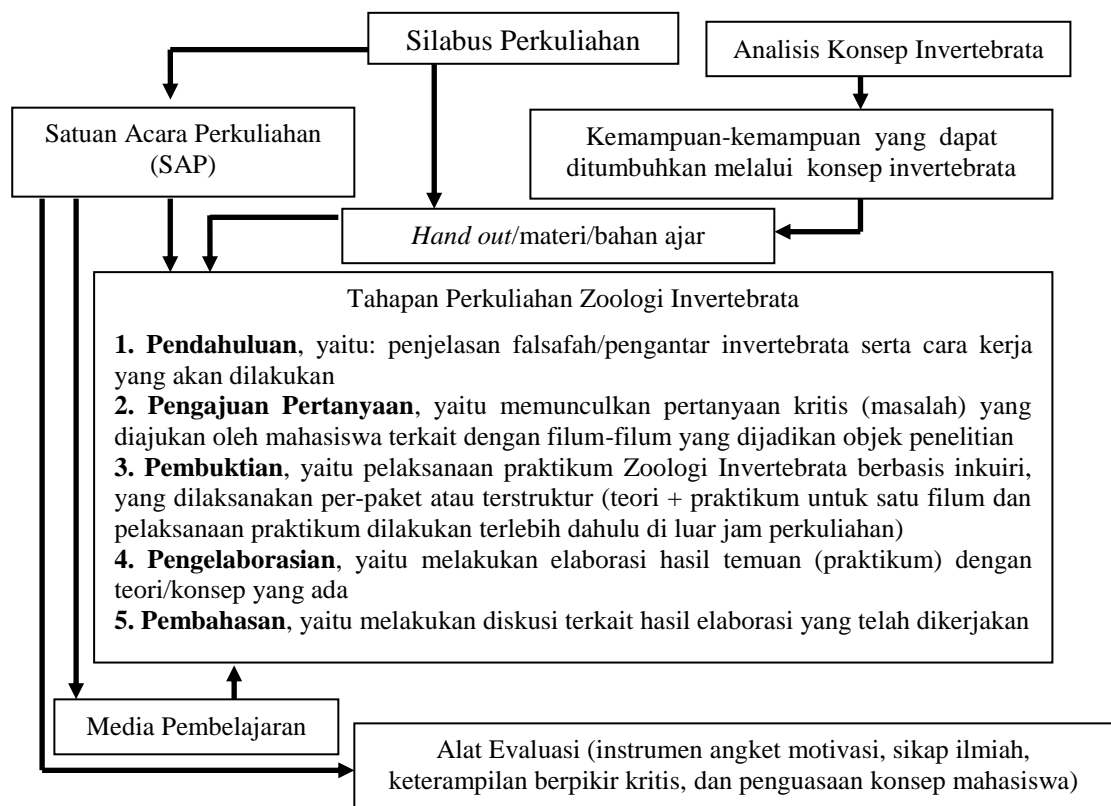 Silabus Perkuliahan
Analisis Konsep Invertebrata
Satuan Acara Perkuliahan
(SAP)
Kemampuan-kemampuan yang dapat
ditumbuhkan melalui konsep invertebrata
Hand out/materi/bahan ajar
Tahapan Perkuliahan Zoologi Invertebrata
1. Pendahuluan, yaitu: penjelasan falsafah/pengantar invertebrata serta cara kerja
yang akan dilakukan
2. Pengajuan Pertanyaan, yaitu memunculkan pertanyaan kritis (masalah) yang
diajukan oleh mahasiswa terkait dengan filum-filum yang dijadikan objek penelitian
3. Pembuktian, yaitu pelaksanaan praktikum Zoologi Invertebrata berbasis inkuiri,
yang dilaksanakan per-paket atau terstruktur (teori + praktikum untuk satu filum dan
pelaksanaan praktikum dilakukan terlebih dahulu di luar jam perkuliahan)
4. Pengelaborasian, yaitu melakukan elaborasi hasil temuan (praktikum) dengan
teori/konsep yang ada
5. Pembahasan, yaitu melakukan diskusi terkait hasil elaborasi yang telah dikerjakan
Media Pembelajaran
Alat Evaluasi (instrumen angket motivasi, sikap ilmiah,
keterampilan berpikir kritis, dan penguasaan konsep mahasiswa)